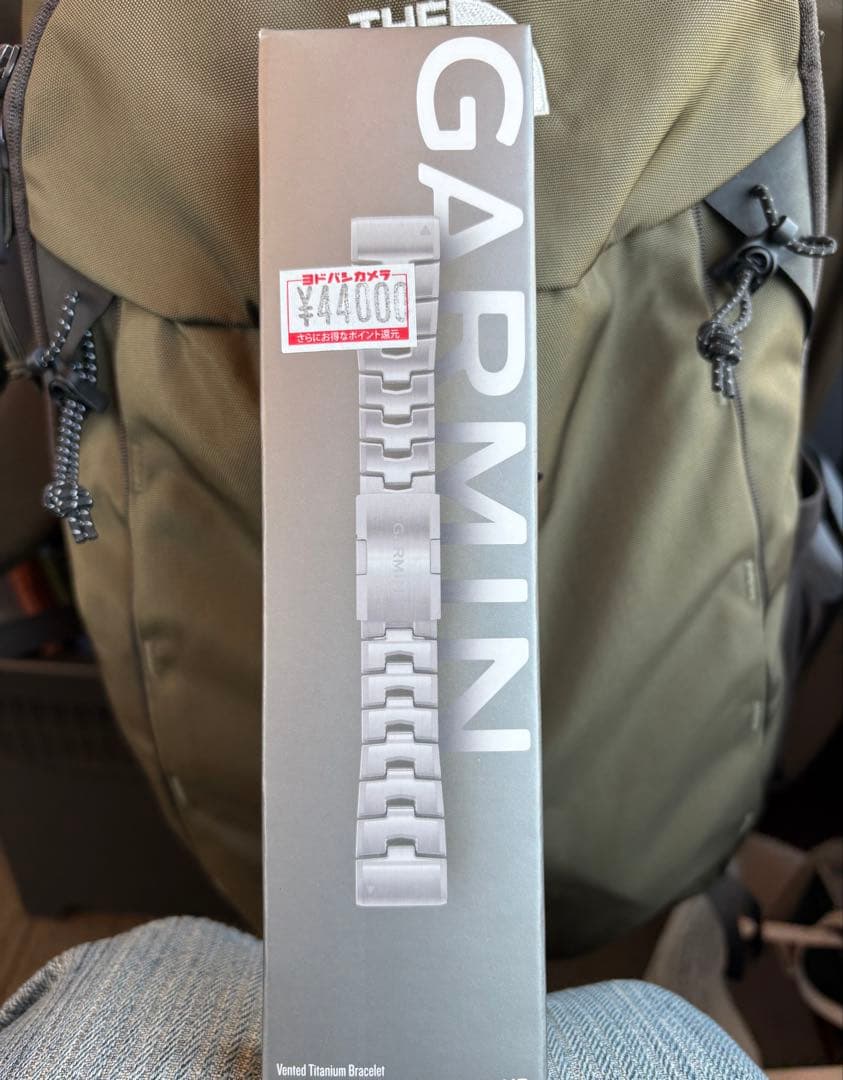 THE
GARMIN
ヨドバシカメラ
¥44000
さらにお得なポイント還元
GARMIN
Vented Titanium Bracelet